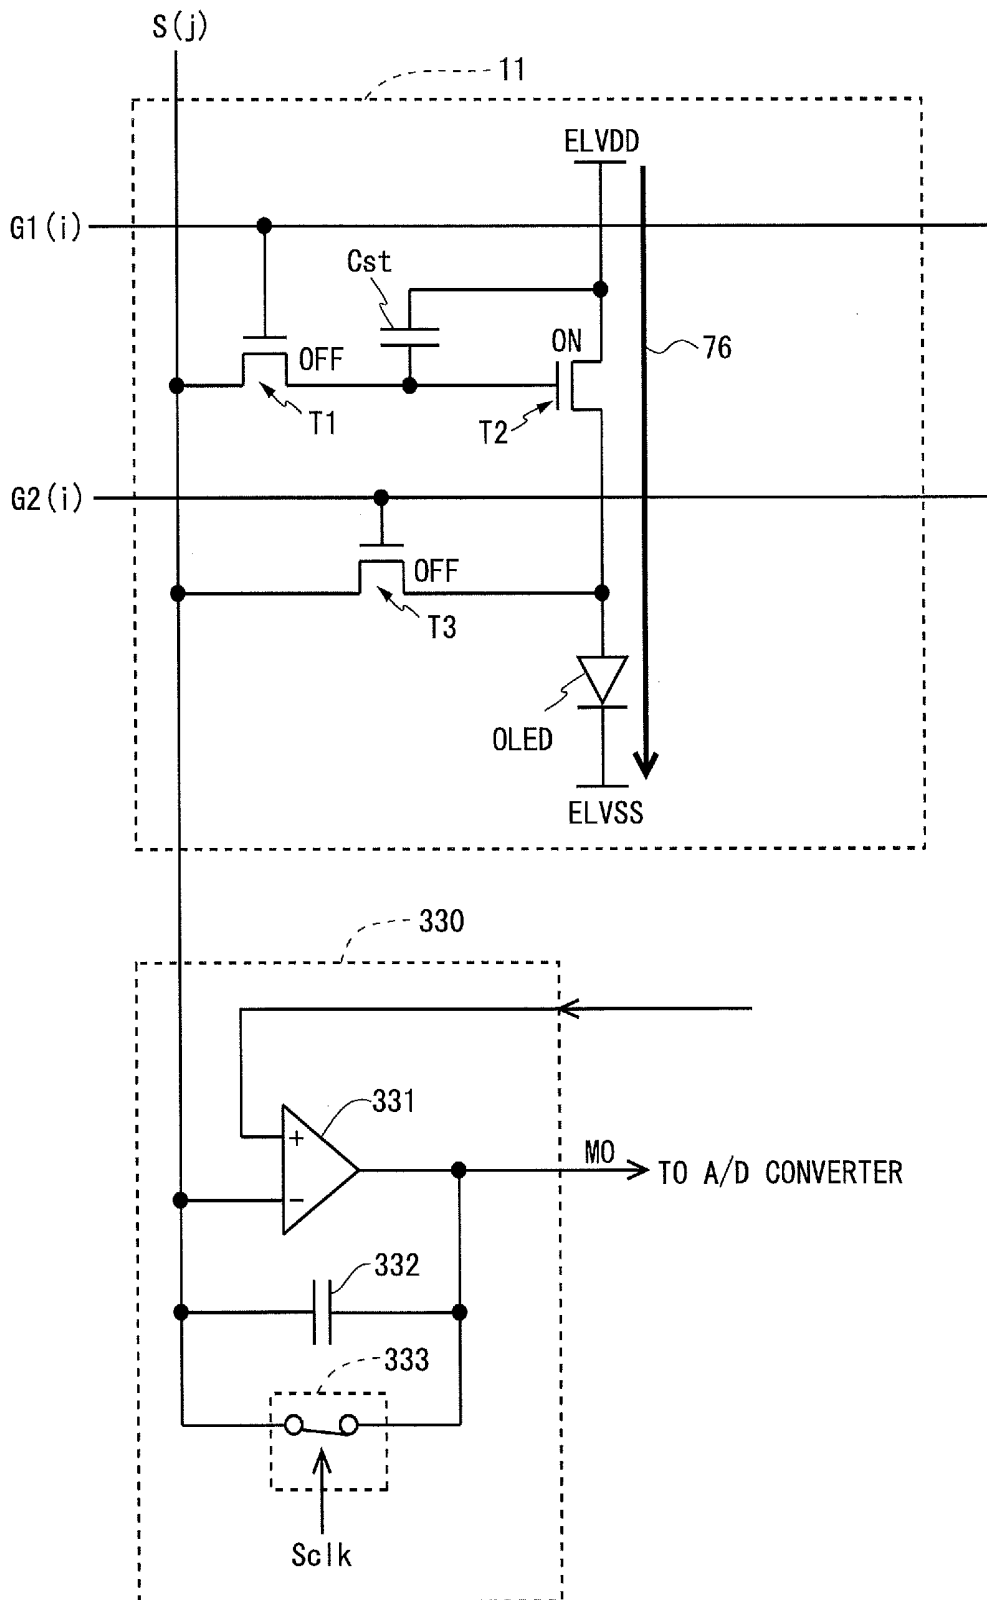 S(j)
11
ELVDD
G1(i)
Cst
OFF
ON
76
T1
T2
G2(i)
OFF
T3
OLED
ELVSS
330
331
+
MO
TO A/D CONVERTER
−
332
333
Sclk